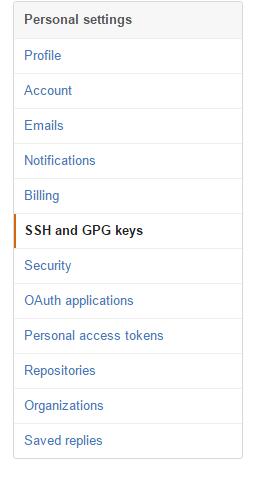 Personal settings
Profile
Account
Emails
Notifications
Billing
SSH and GPG keys
Security
OAuth applications
Personal access tokens
Repositories
Organizations
Saved replies